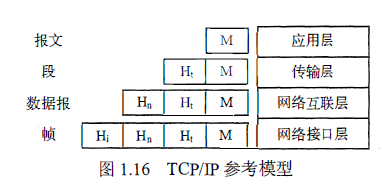 报文 M 应用层
段 Ht M 传输层
数据报 Hn Ht M 网络互联层
帧 Hi Hn Ht M 网络接口层
图 1.16 TCP/IP 参考模型